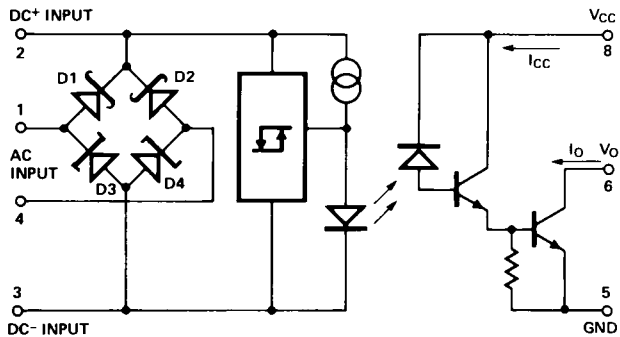 DC+ INPUT
2
D1
D2
1
AC
INPUT
D3
D4
4
3
DC- INPUT
VCC
8
ICC
IO
VO
6
5
GND